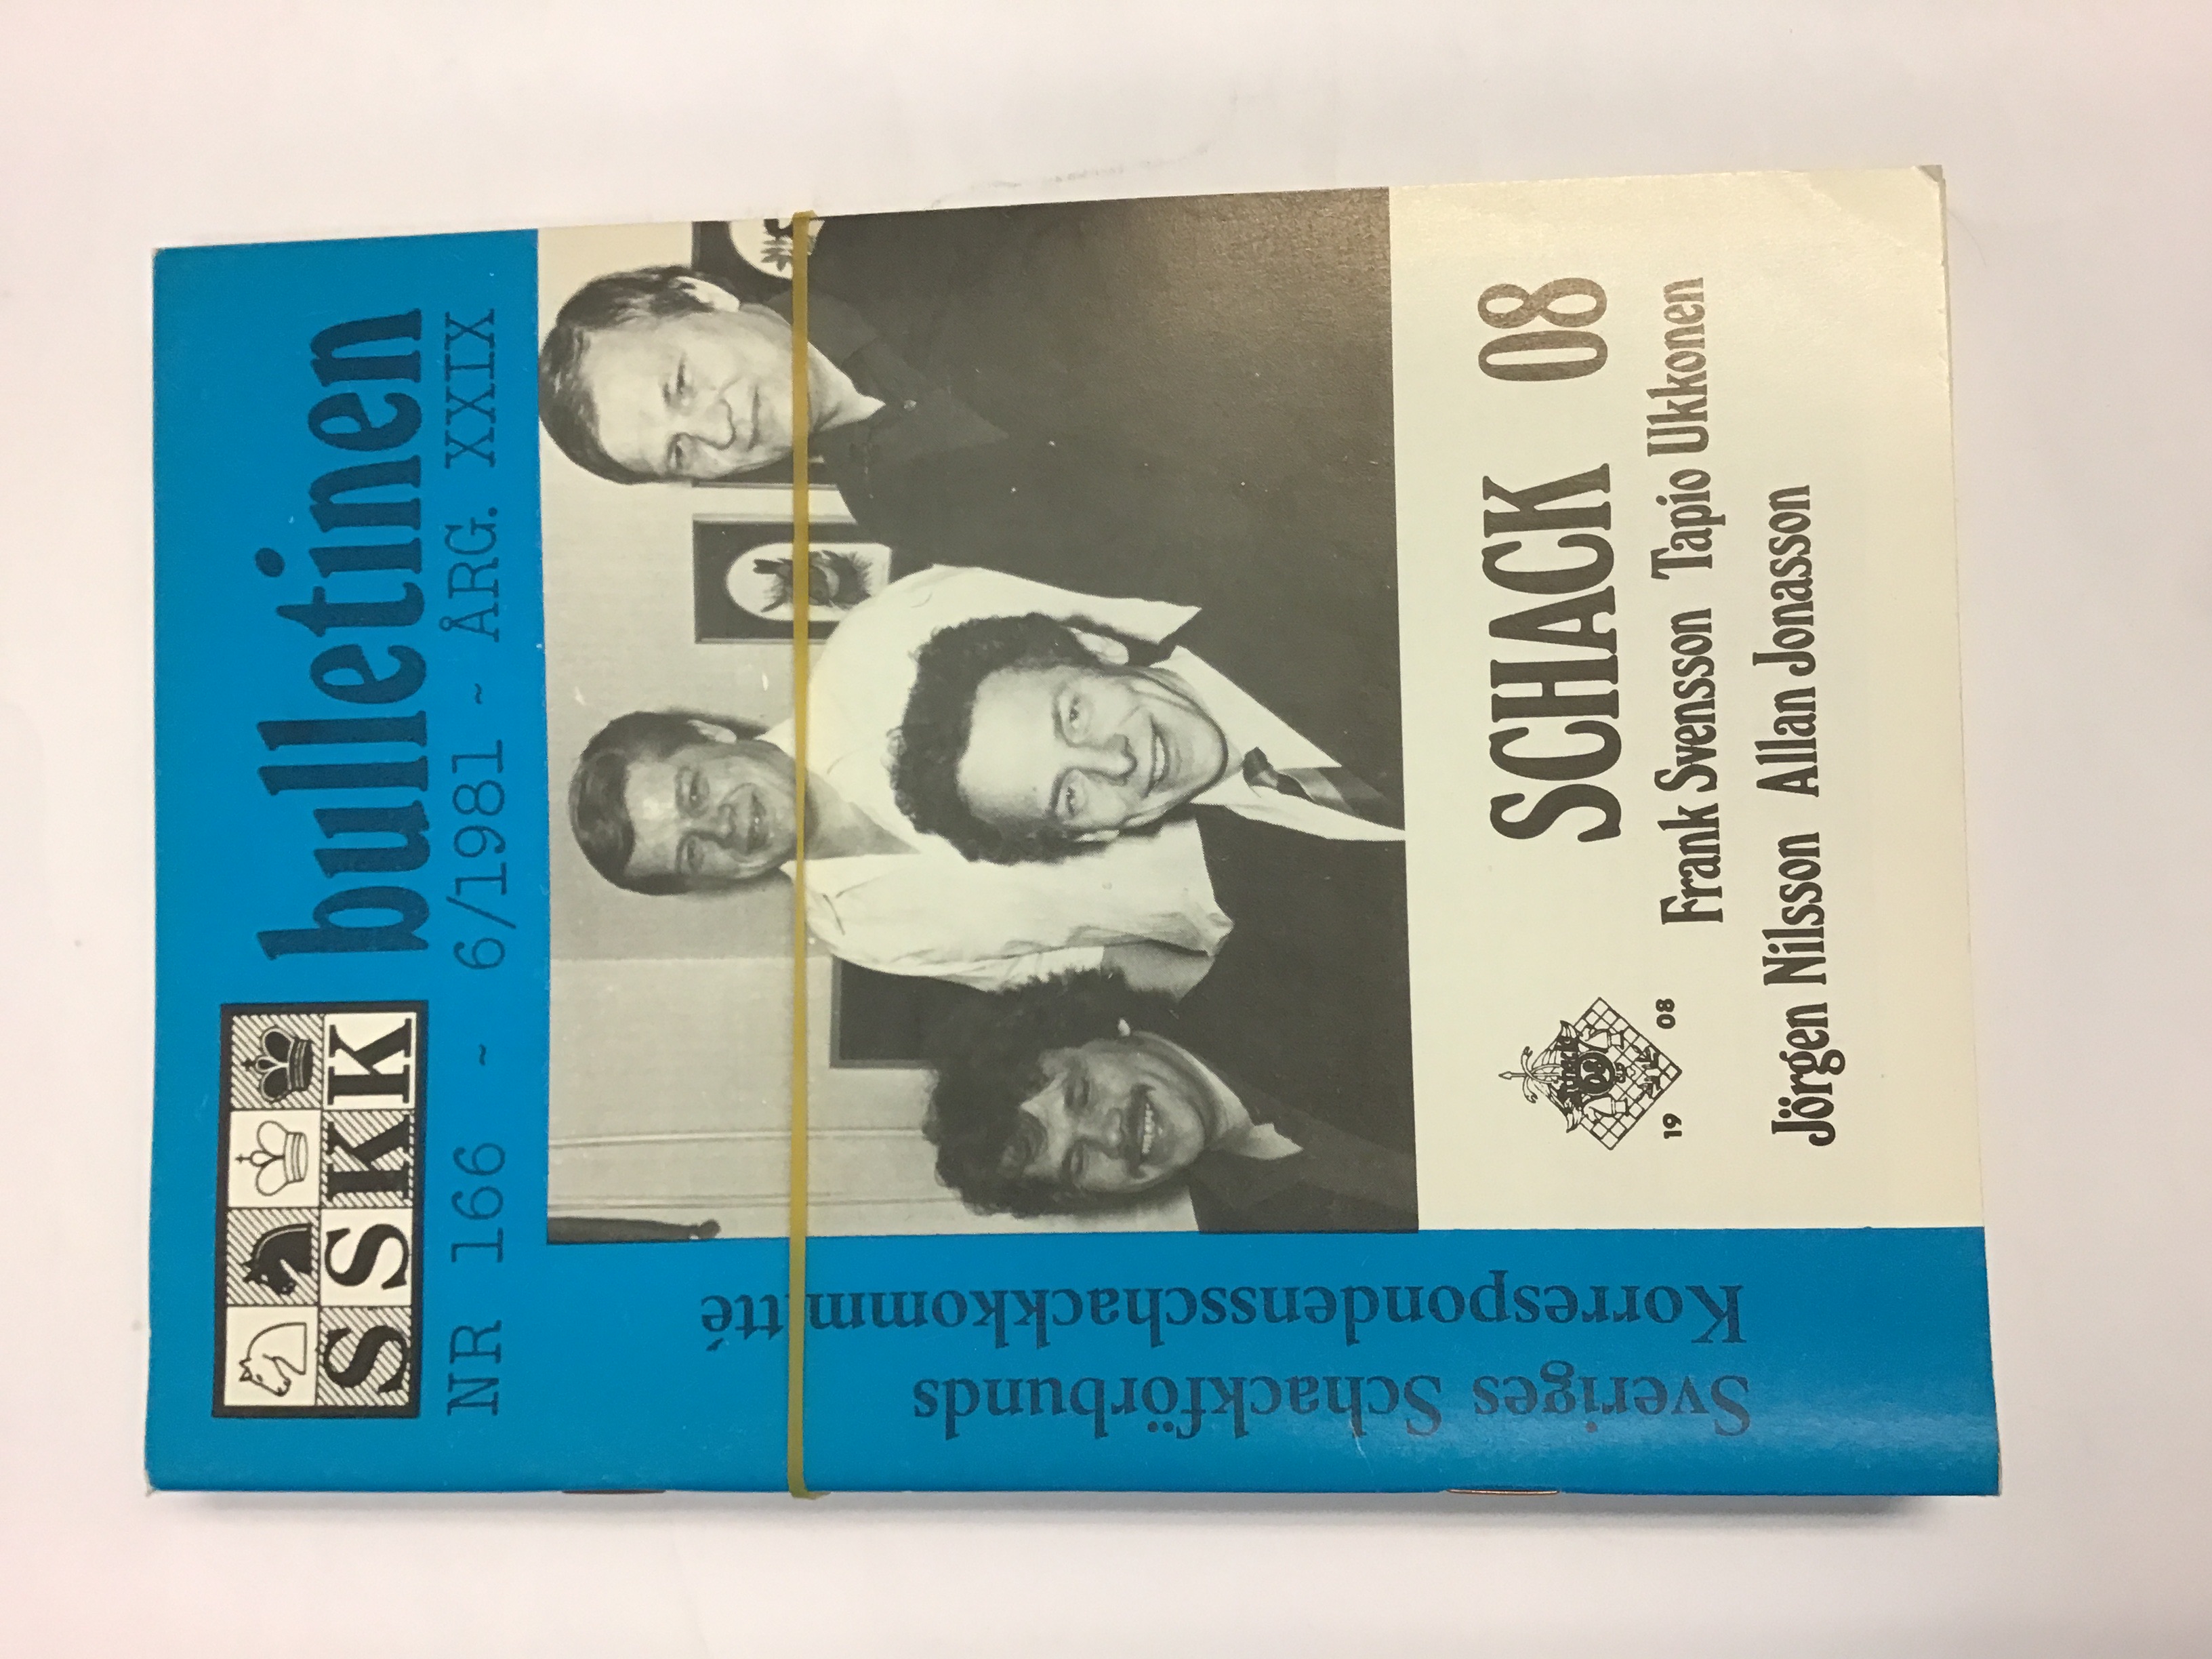 SSKK
bulletinen
NR 166 - ~ 6/1981 - ~ ÅRG. XXIX
Sveriges Schackförbunds
Korrespondensschackkommitté
SCHACK 08
19 08
Frank Svensson Tapio Ukkonen
Jörgen Nilsson Allan Jonasson